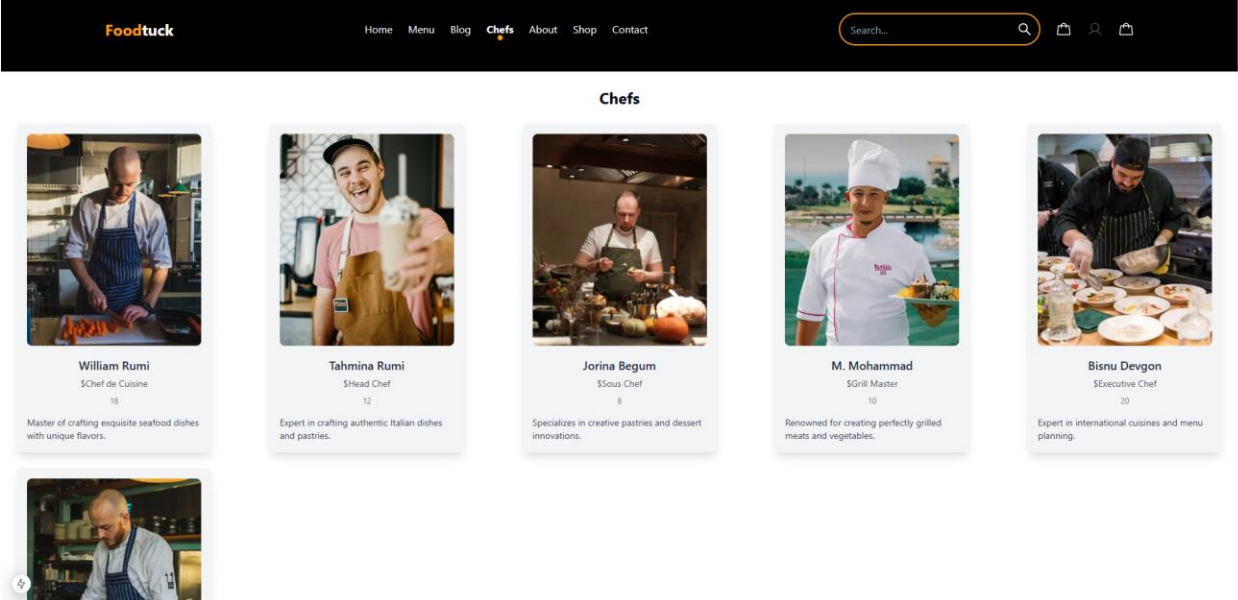 Foodtuck
Home Menu Blog Chefs About Shop Contact
Search...
Chefs
William Rumi
$Chef de Cuisine
18
Master of crafting exquisite seafood dishes
with unique flavors.
Tahmina Rumi
$Head Chef
12
Expert in crafting authentic Italian dishes
and pastries.
Jorina Begum
$Sous Chef
8
Specializes in creative pastries and dessert
innovations.
M. Mohammad
$Grill Master
10
Renowned for creating perfectly grilled
meats and vegetables.
Bisnu Devgon
$Executive Chef
20
Expert in international cuisines and menu
planning.